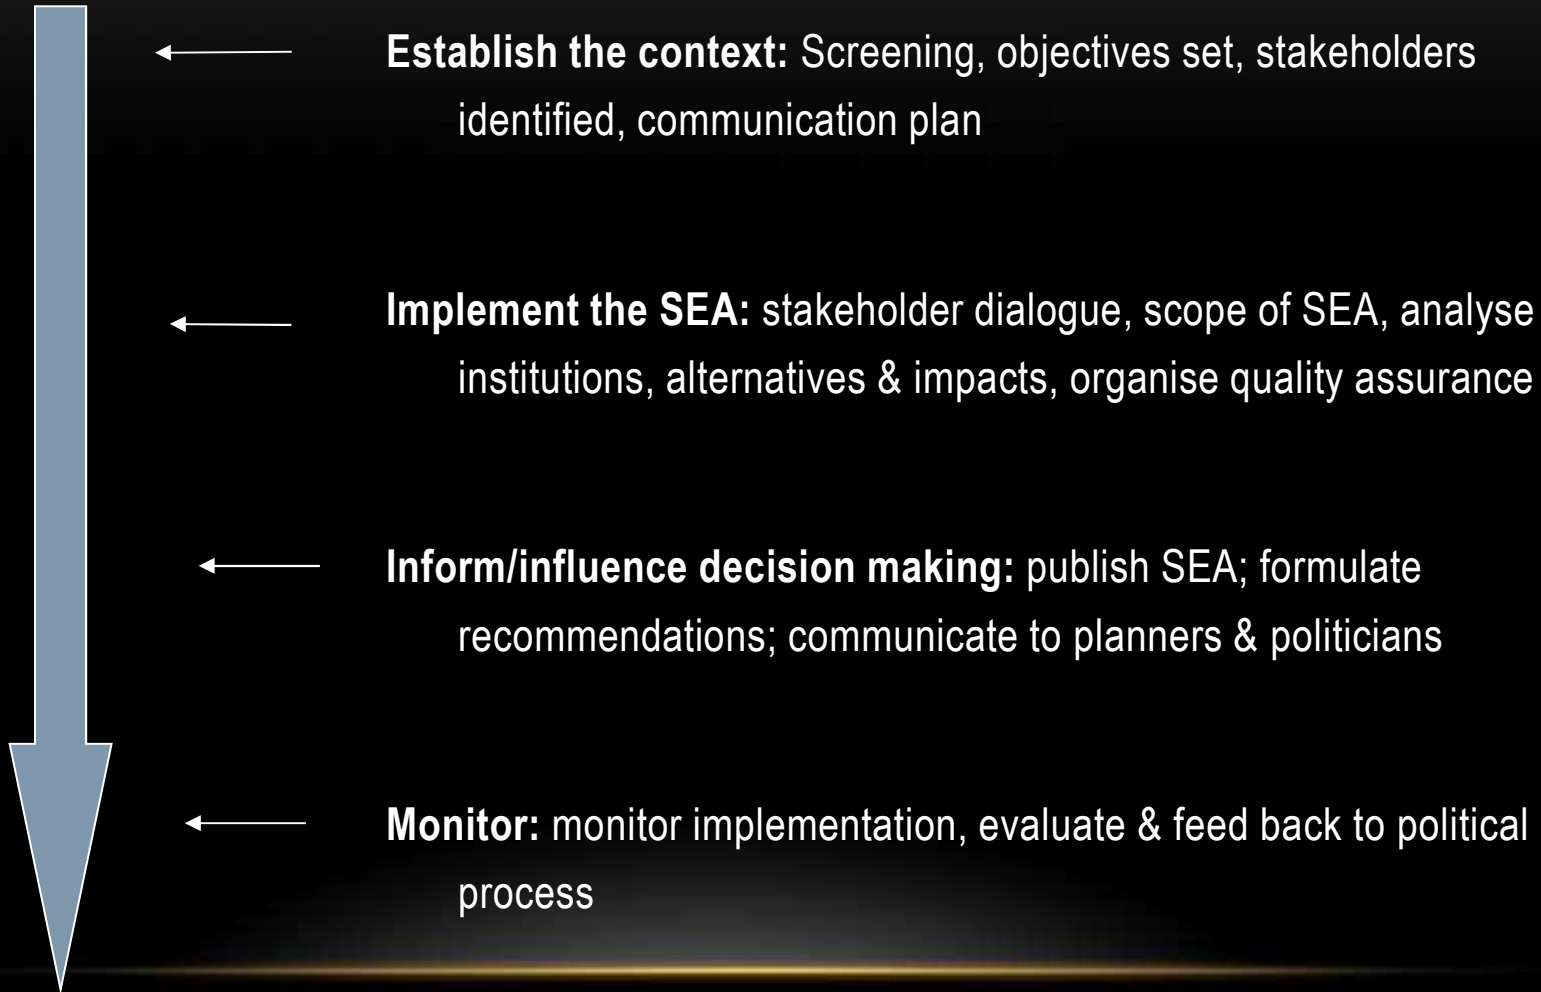 Establish the context: Screening, objectives set, stakeholders
identified, communication plan
Implement the SEA: stakeholder dialogue, scope of SEA, analyse
institutions, alternatives & impacts, organise quality assurance
Inform/influence decision making: publish SEA; formulate
recommendations; communicate to planners & politicians
Monitor: monitor implementation, evaluate & feed back to political
process